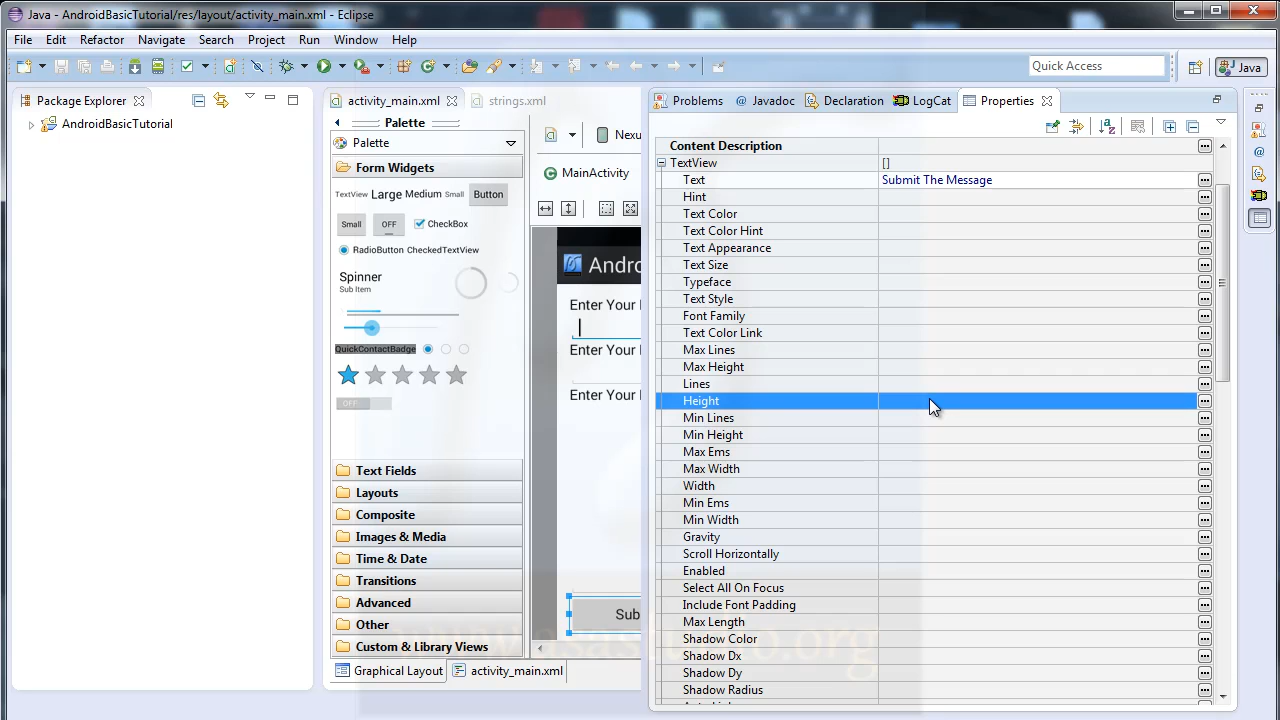 Java - AndroidBasicTutorial/res/layout/activity_main.xml - Eclipse
File Edit Refactor Navigate Search Project Run Window Help
Quick Access
Java
Package Explorer
AndroidBasicTutorial
activity_main.xml
strings.xml
Palette
Palette
Form Widgets
TextView Large Medium Small Button
Small OFF CheckBox
RadioButton CheckedTextView
Spinner
Sub Item
QuickContactBadge
OFF
Text Fields
Layouts
Composite
Images & Media
Time & Date
Transitions
Advanced
Other
Custom & Library Views
Graphical Layout
activity_main.xml
MainActivity
Enter Your
Enter Your
Enter Your
Sub
Problems
Javadoc
Declaration
LogCat
Properties
Content Description
TextView []
Text Submit The Message
Hint
Text Color
Text Color Hint
Text Appearance
Text Size
Typeface
Text Style
Font Family
Text Color Link
Max Lines
Max Height
Lines
Height
Min Lines
Min Height
Max Ems
Max Width
Width
Min Ems
Min Width
Gravity
Scroll Horizontally
Enabled
Select All On Focus
Include Font Padding
Max Length
Shadow Color
Shadow Dx
Shadow Dy
Shadow Radius